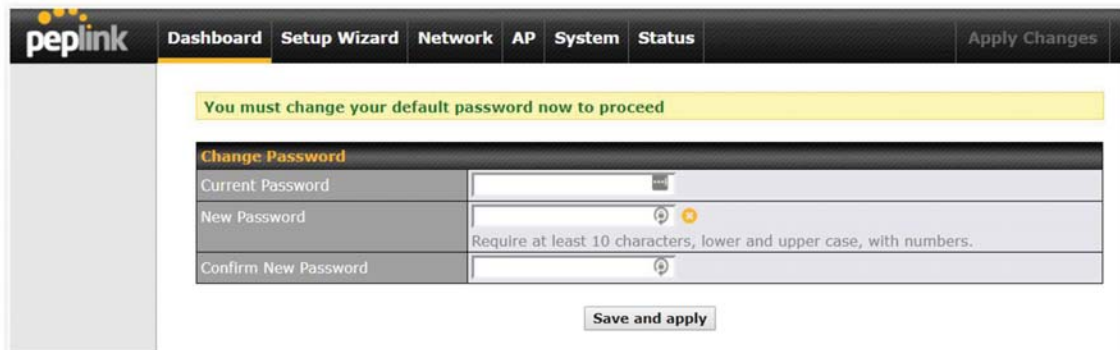 peplink Dashboard Setup Wizard Network AP System Status Apply Changes
You must change your default password now to proceed
Change Password
Current Password
New Password
Require at least 10 characters, lower and upper case, with numbers.
Confirm New Password
Save and apply